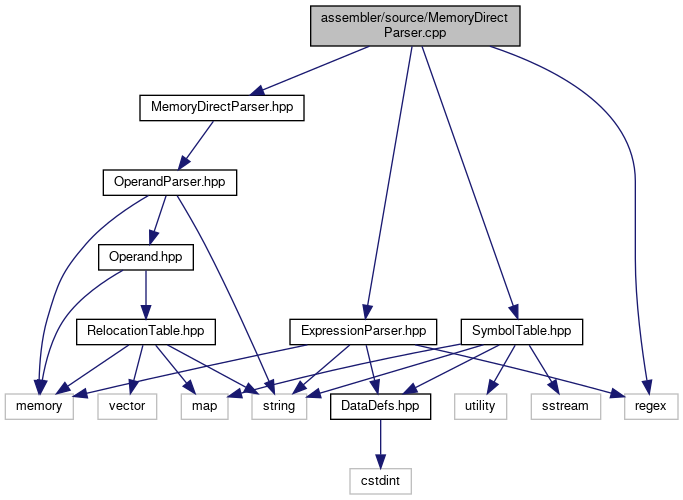 assembler/source/MemoryDirect
Parser.cpp
MemoryDirectParser.hpp
OperandParser.hpp
Operand.hpp
RelocationTable.hpp
ExpressionParser.hpp
SymbolTable.hpp
memory
vector
map
string
DataDefs.hpp
utility
sstream
regex
cstdint